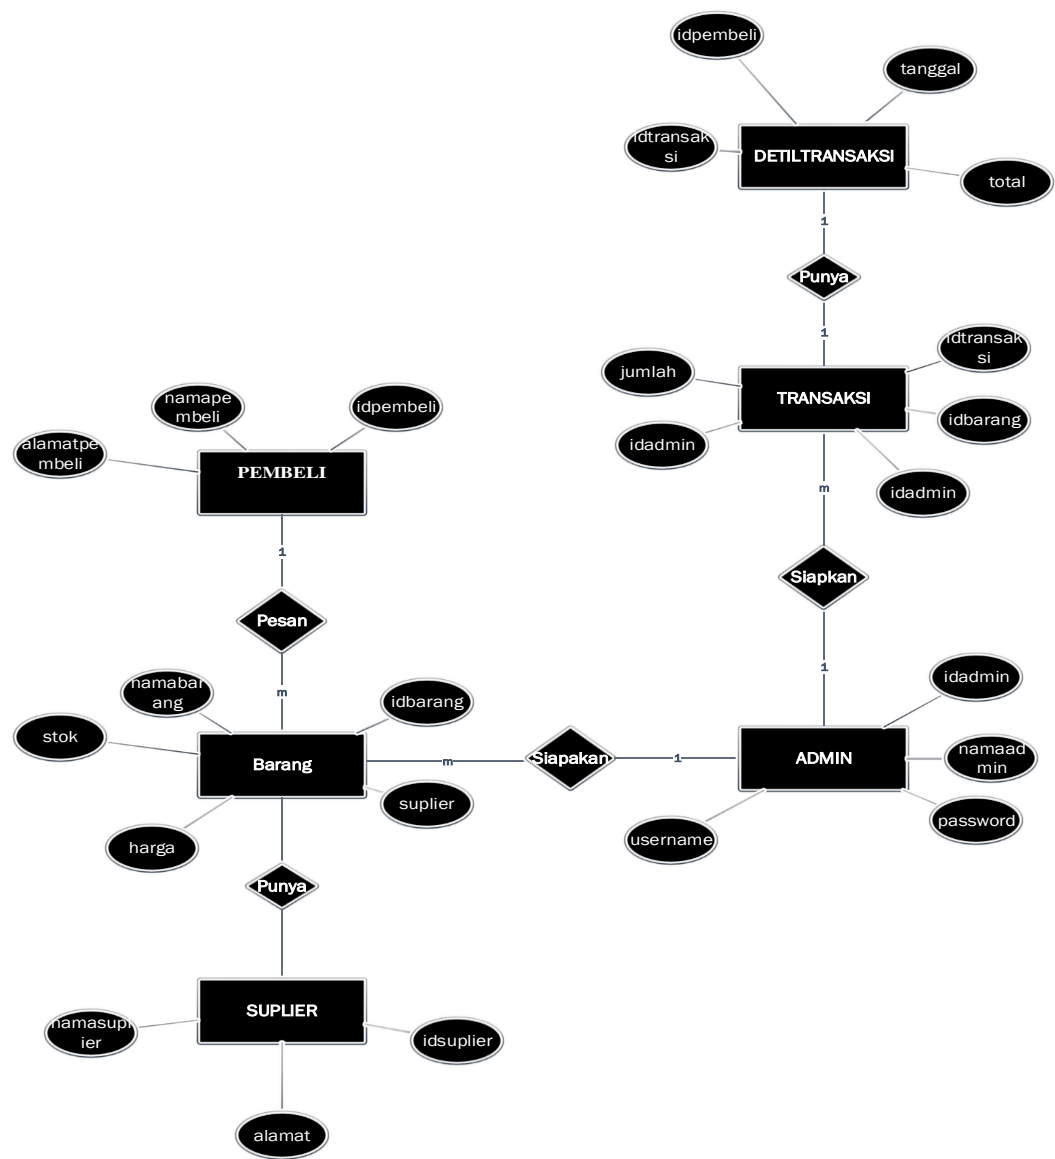 idpembeli
tanggal
idtransak
si
DETILTRANSAKSI
total
1
Punya
1
idtransak
si
jumlah
TRANSAKSI
idbarang
idadmin
idadmin
m
Siapkan
1
namape
mbeli
idpembeli
alamatpe
mbeli
PEMBELI
1
Pesan
m
namabar
ang
idbarang
stok
Barang
suplier
harga
m
Siapakan
1
ADMIN
idadmin
namaad
min
password
username
Punya
SUPLIER
namasupl
ier
idsuplier
alamat